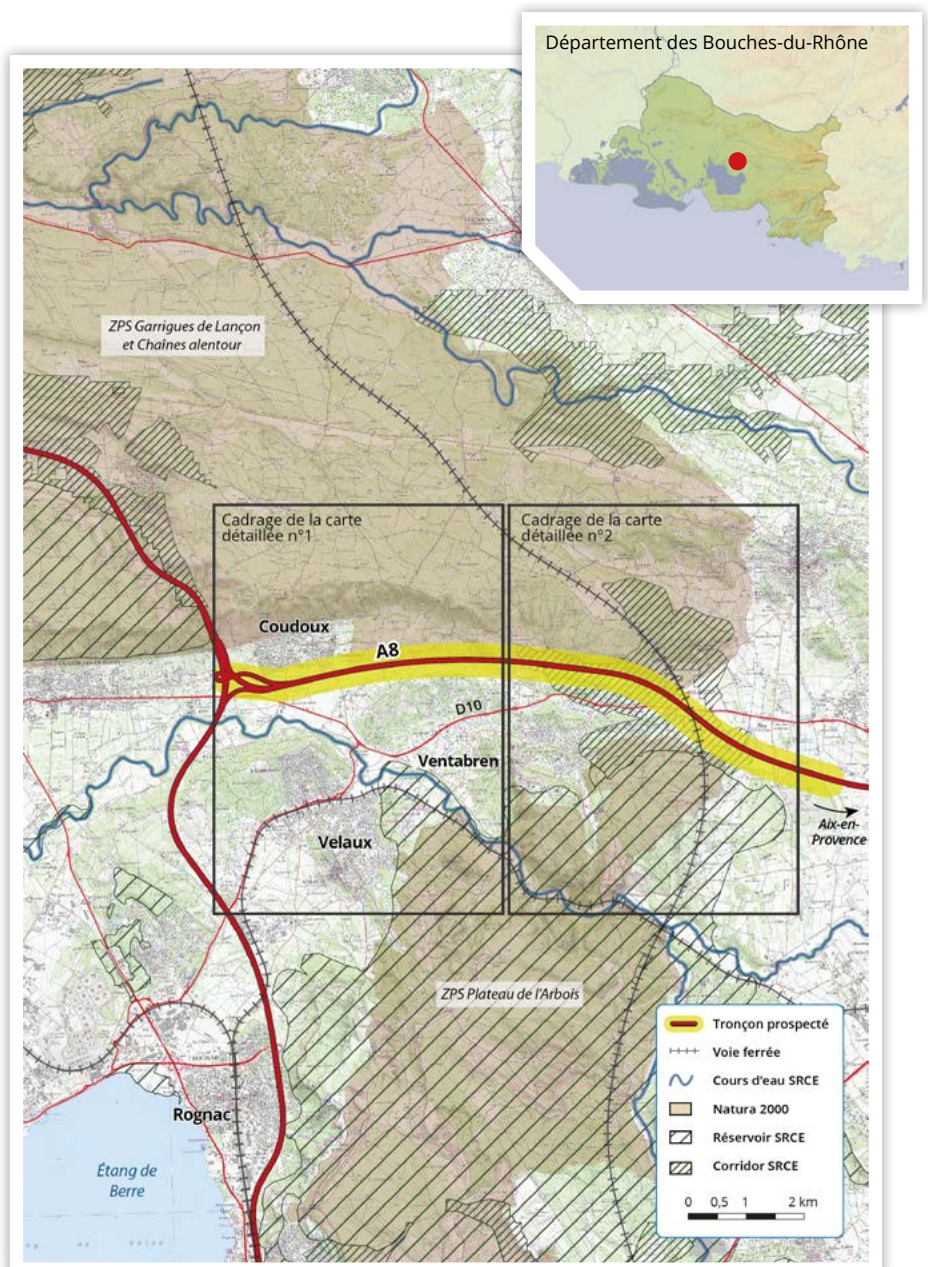 Département des Bouches-du-Rhône
ZPS Garrigues de Lançon
et Chaînes alentour
Cadrage de la carte
détaillée n°1
Cadrage de la carte
détaillée n°2
Coudoux
A8
D10
Ventabren
Velaux
Aix-en-
Provence
ZPS Plateau de l'Arbois
Rognac
Étang de
Berre
Tronçon prospecté
Voie ferrée
Cours d'eau SRCE
Natura 2000
Réservoir SRCE
Corridor SRCE
0 0,5 1 2 km